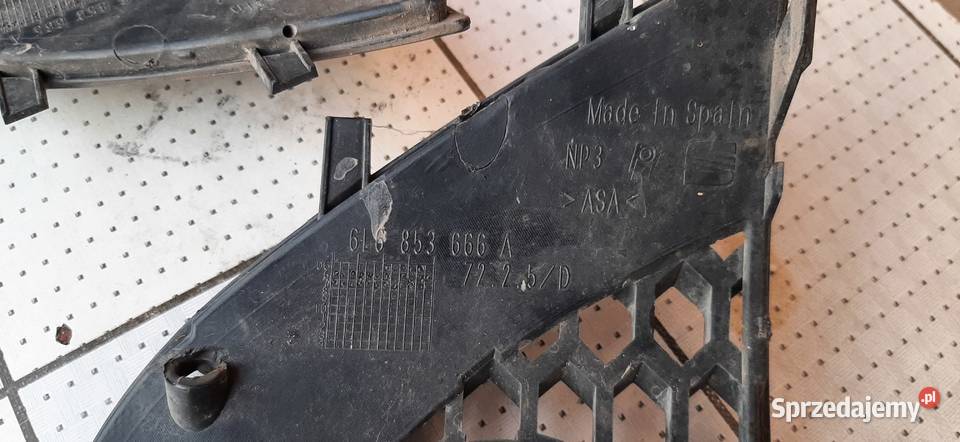 Made in Spain
NP3
>ASA<
6L6 853 666 A
72 2.5/D
Sprzedajemy.pl